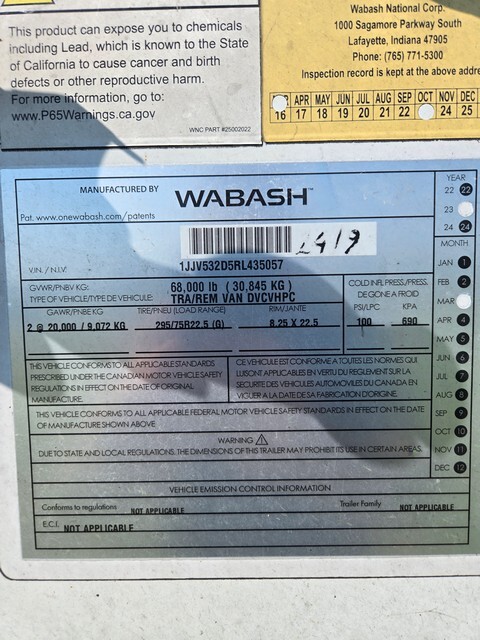 This product can expose you to chemicals
including Lead, which is known to the State
of California to cause cancer and birth
defects or other reproductive harm.
For more information, go to:
www.P65Warnings.ca.gov
WNC PART #25002022
Wabash National Corp.
1000 Sagamore Parkway South
Lafayette, Indiana 47905
Phone: (765) 771-5300
Inspection record is kept at the above addre
APR MAY JUN JUL AUG SEP OCT NOV DEC
16 17 18 19 20 21 22 24 25
MANUFACTURED BY WABASH™
Pat. www.onewabash.com/patents
2419
V.I.N. / N.I.V. 1JJV532D5RL435057
GVWR/PNBV KG: 68,000 lb ( 30,845 KG )
TYPE OF VEHICLE/TYPE DE VEHICULE: TRA/REM VAN DVCVHPC
COLD INFL PRESS/PRESS.
DE GONE A FROID
GAWR/PNBE KG TIRE/PNEU (LOAD RANGE) RIM/JANTE PSI/LPC KPA
2 @ 20,000 / 9,072 KG 295/75R22.5 (G) 8.25 X 22.5 100 690
THIS VEHICLE CONFORMS TO ALL APPLICABLE STANDARDS
PRESCRIBED UNDER THE CANADIAN MOTOR VEHICLE SAFETY
REGULATIONS IN EFFECT ON THE DATE OF ORIGINAL
MANUFACTURE.
CE VEHICULE EST CONFORME A TOUTES LES NORMES QUI
LUI SONT APPLICABLES EN VERTU DU REGLEMENT SUR LA
SECURITE DES VEHICULES AUTOMOBILES DU CANADA EN
VIGUER A LA DATE DE SA FABRICATION D'ORIGINE.
THIS VEHICLE CONFORMS TO ALL APPLICABLE FEDERAL MOTOR VEHICLE SAFETY STANDARDS IN EFFECT ON THE DATE
OF MANUFACTURE SHOWN ABOVE
WARNING
DUE TO STATE AND LOCAL REGULATIONS, THE DIMENSIONS OF THIS TRAILER MAY PROHIBIT ITS USE IN CERTAIN AREAS.
VEHICLE EMISSION CONTROL INFORMATION
Conforms to regulations NOT APPLICABLE Trailer Family NOT APPLICABLE
E.C.I. NOT APPLICABLE
YEAR
22 22
23
24 24
MONTH
JAN 1
FEB 2
MAR
APR 4
MAY 5
JUN 6
JUL 7
AUG 8
SEP 9
OCT 10
NOV 11
DEC 12